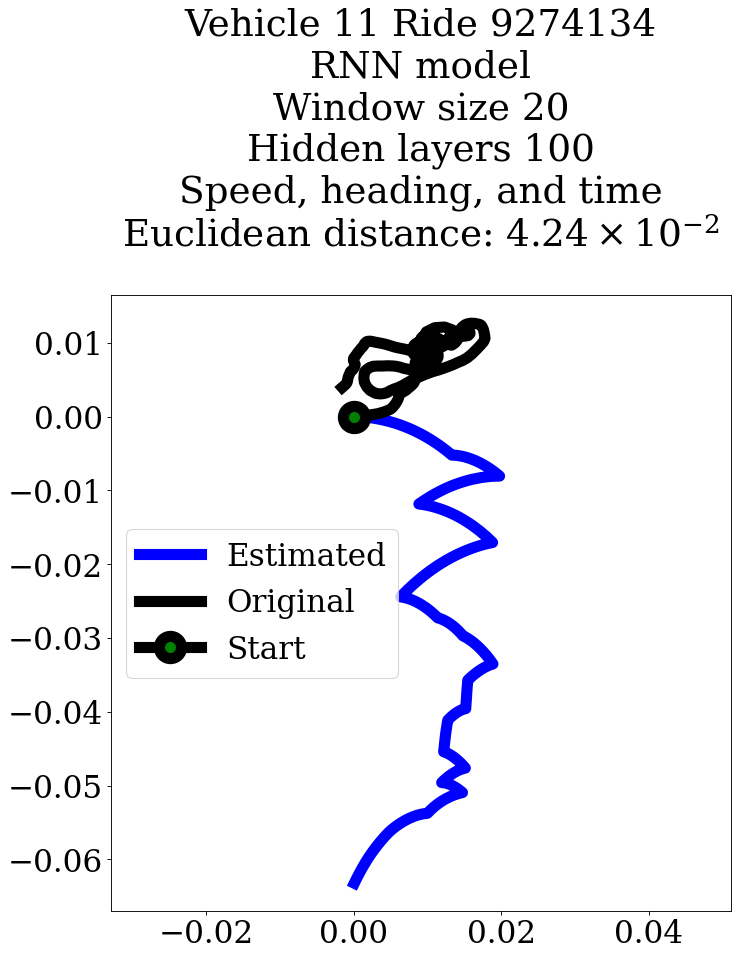 Vehicle 11 Ride 9274134
RNN model
Window size 20
Hidden layers 100
Speed, heading, and time
Euclidean distance: 4.24 × 10⁻²
0.01
0.00
−0.01
−0.01
−0.02
−0.03
−0.04
−0.05
−0.06
Estimated
Original
Start
−0.02
0.00
0.02
0.04